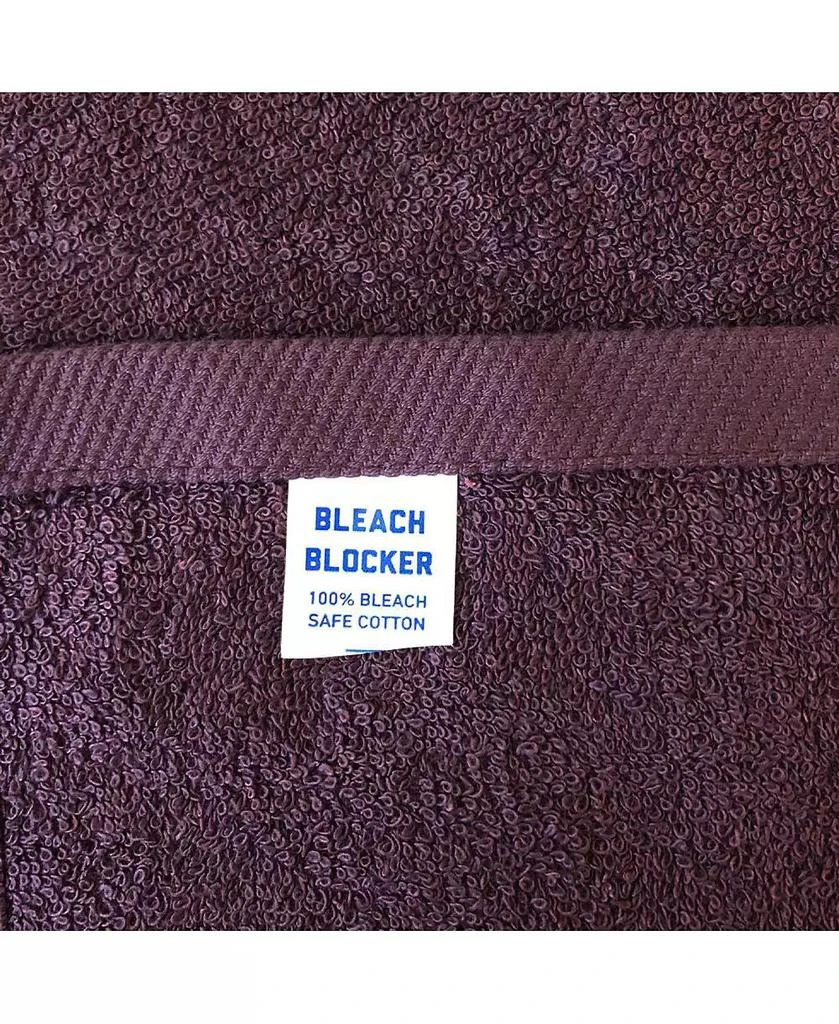 BLEACH
BLOCKER
100% BLEACH
SAFE COTTON